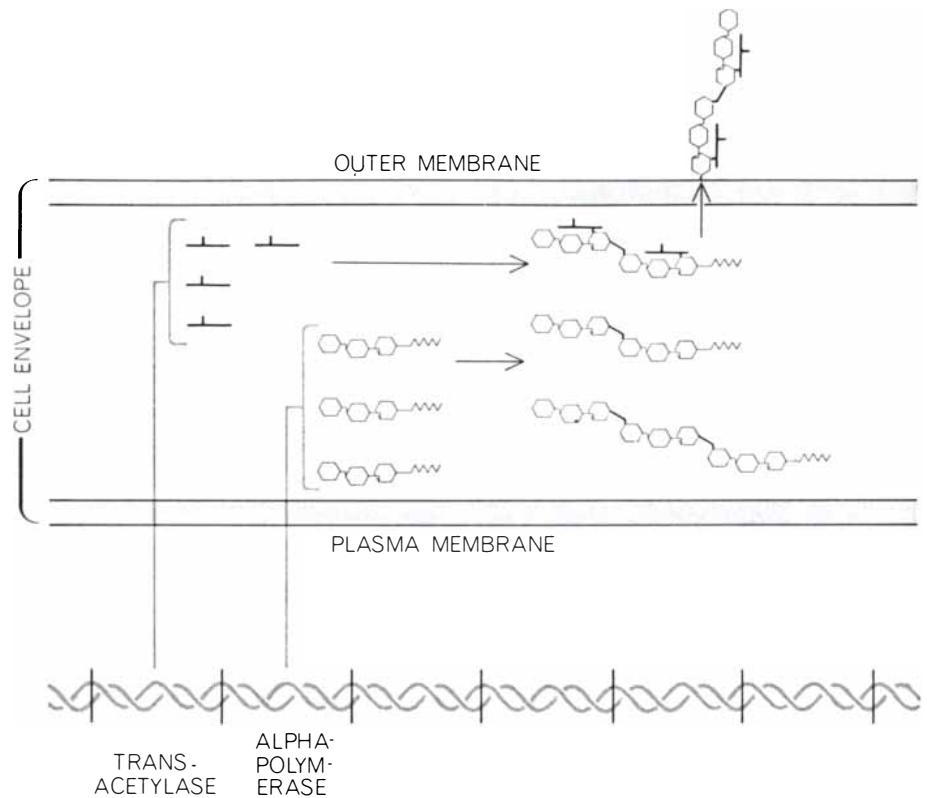 OUTER MEMBRANE
CELL ENVELOPE
PLASMA MEMBRANE
TRANS-
ACETYLASE
ALPHA-
POLYM-
ERASE